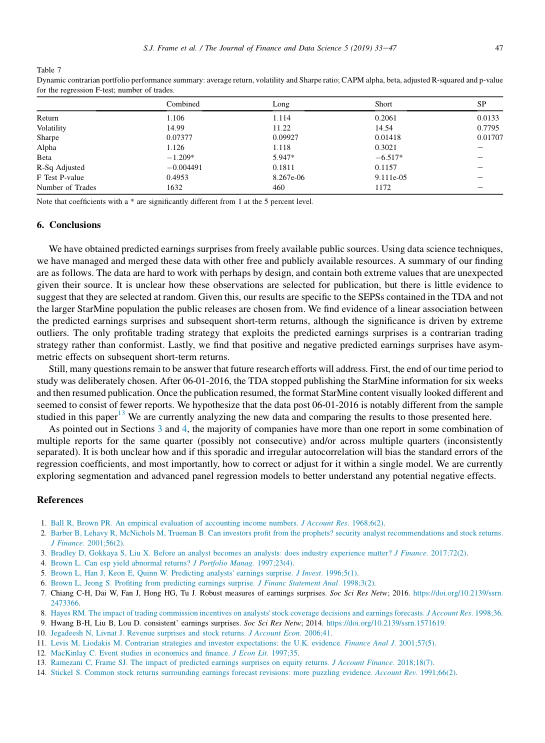 S.J. Frame et al. / The Journal of Finance and Data Science 5 (2019) 33–47 47
Table 7
Dynamic contrarian portfolio performance summary: average return, volatility and Sharpe ratio; CAPM alpha, beta, adjusted R-squared and p-value
for the regression F-test; number of trades.
Combined Long Short SP
Return 1.106 1.114 0.2061 0.0133
Volatility 14.99 11.22 14.54 0.7795
Sharpe 0.07377 0.09927 0.01418 0.01707
Alpha 1.126 1.118 0.3021 –
Beta −1.209* 5.947* −6.517* –
R-Sq Adjusted −0.004491 0.1811 0.1157 –
F Test P-value 0.4953 8.267e-06 9.111e-05 –
Number of Trades 1632 460 1172 –
Note that coefficients with a * are significantly different from 1 at the 5 percent level.
6. Conclusions
We have obtained predicted earnings surprises from freely available public sources. Using data science techniques,
we have managed and merged these data with other free and publicly available resources. A summary of our finding
are as follows. The data are hard to work with perhaps by design, and contain both extreme values that are unexpected
given their source. It is unclear how these observations are selected for publication, but there is little evidence to
suggest that they are selected at random. Given this, our results are specific to the SEPSs contained in the TDA and not
the larger StarMine population the public releases are chosen from. We find evidence of a linear association between
the predicted earnings surprises and subsequent short-term returns, although the significance is driven by extreme
outliers. The only profitable trading strategy that exploits the predicted earnings surprises is a contrarian trading
strategy rather than conformist. Lastly, we find that positive and negative predicted earnings surprises have asym-
metric effects on subsequent short-term returns.
Still, many questions remain to be answer that future research efforts will address. First, the end of our time period to
study was deliberately chosen. After 06-01-2016, the TDA stopped publishing the StarMine information for six weeks
and then resumed publication. Once the publication resumed, the format StarMine content visually looked different and
seemed to consist of fewer reports. We hypothesize that the data post 06-01-2016 is notably different from the sample
studied in this paper13 We are currently analyzing the new data and comparing the results to those presented here.
As pointed out in Sections 3 and 4, the majority of companies have more than one report in some combination of
multiple reports for the same quarter (possibly not consecutive) and/or across multiple quarters (inconsistently
separated). It is both unclear how and if this sporadic and irregular autocorrelation will bias the standard errors of the
regression coefficients, and most importantly, how to correct or adjust for it within a single model. We are currently
exploring segmentation and advanced panel regression models to better understand any potential negative effects.
References
1. Ball R, Brown PR. An empirical evaluation of accounting income numbers. J Account Res. 1968;6(2).
2. Barber B, Lehavy R, McNichols M, Trueman B. Can investors profit from the prophets? security analyst recommendations and stock returns.
J Finance. 2001;56(2).
3. Bradley D, Gokkaya S, Liu X. Before an analyst becomes an analysts: does industry experience matter? J Finance. 2017;72(2).
4. Brown L. Can esp yield abnormal returns? J Portfolio Manag. 1997;23(4).
5. Brown L, Han J, Keon E, Quinn W. Predicting analysts' earnings surprise. J Invest. 1996;5(1).
6. Brown L, Jeong S. Profiting from predicting earnings surprise. J Financ Statement Anal. 1998;3(2).
7. Chiang C-H, Dai W, Fan J, Hong HG, Tu J. Robust measures of earnings surprises. Soc Sci Res Netw; 2016. https://doi.org/10.2139/ssrn.
2473366.
8. Hayes RM. The impact of trading commission incentives on analysts' stock coverage decisions and earnings forecasts. J Account Res. 1998;36.
9. Hwang B-H, Liu B, Lou D. consistent' earnings surprises. Soc Sci Res Netw; 2014. https://doi.org/10.2139/ssrn.1571619.
10. Jegadeesh N, Livnat J. Revenue surprises and stock returns. J Account Econ. 2006;41.
11. Levis M, Liodakis M. Contrarian strategies and investor expectations: the U.K. evidence. Finance Anal J. 2001;57(5).
12. MacKinlay C. Event studies in economics and finance. J Econ Lit. 1997;35.
13. Ramezani C, Frame SJ. The impact of predicted earnings surprises on equity returns. J Account Finance. 2018;18(7).
14. Stickel S. Common stock returns surrounding earnings forecast revisions: more puzzling evidence. Account Rev. 1991;66(2).